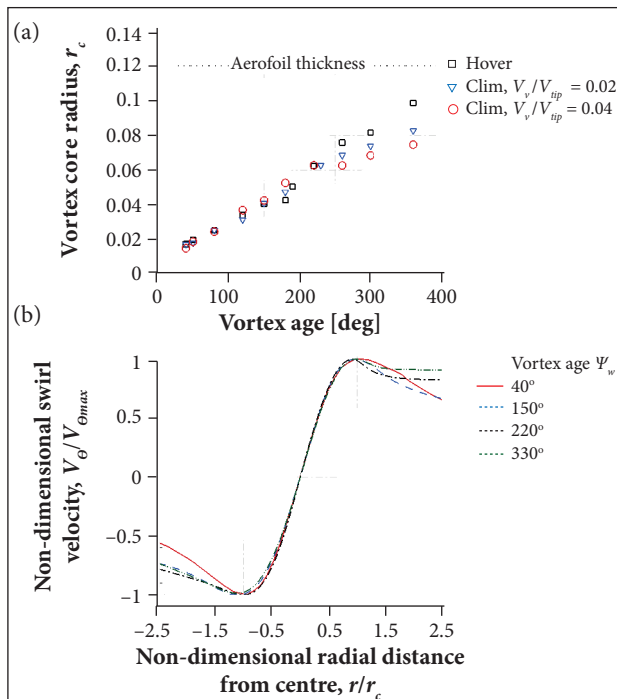 (a)
0.14
0.12
0.1
0.08
0.06
0.04
0.02
0
Vortex core radius, r_c
Aerofoil thickness
Hover
Clim, V_v/V_tip = 0.02
Clim, V_v/V_tip = 0.04
0 100 200 300 400
Vortex age [deg]
(b)
1
0.5
0
−0.5
−1
Non-dimensional swirl
velocity, V_Θ/V_Θmax
Vortex age Ψ_w
40°
150°
220°
330°
−2.5 −1.5 −0.5 0.5 1.5 2.5
Non-dimensional radial distance
from centre, r/r_c